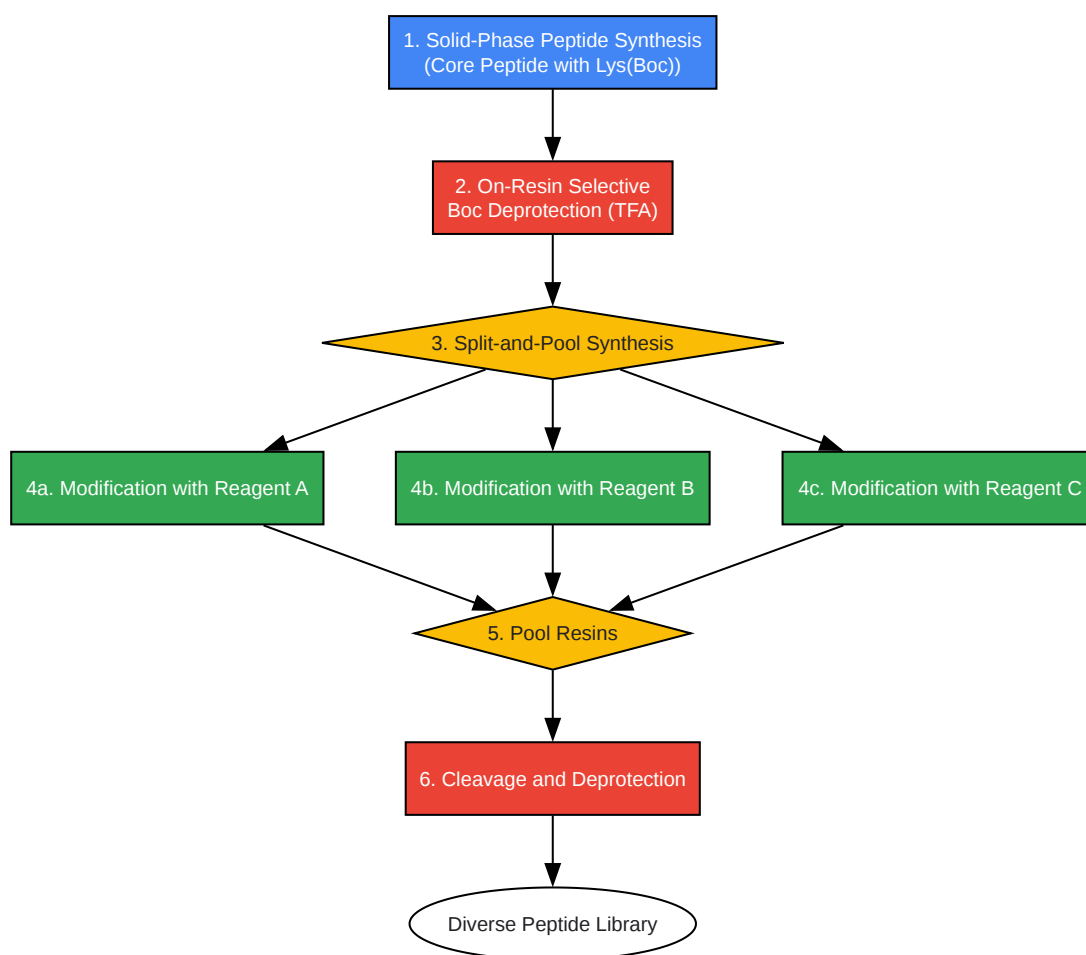 1. Solid-Phase Peptide Synthesis
(Core Peptide with Lys(Boc))
2. On-Resin Selective
Boc Deprotection (TFA)
3. Split-and-Pool Synthesis
4a. Modification with Reagent A
4b. Modification with Reagent B
4c. Modification with Reagent C
5. Pool Resins
6. Cleavage and Deprotection
Diverse Peptide Library